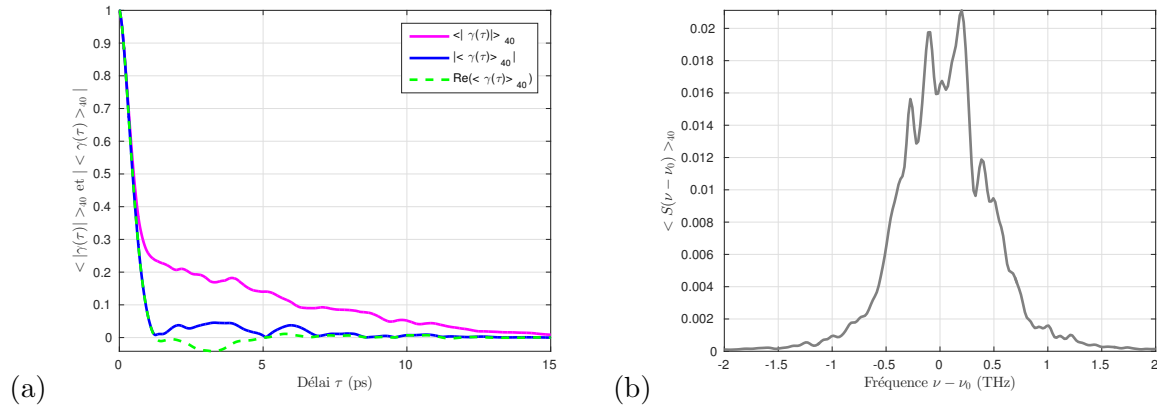 1
0.9
0.8
0.7
0.6
0.5
0.4
0.3
0.2
0.1
0
< |γ(τ)| >₄₀ et | < γ(τ) >₄₀ |
<| γ(τ)|> ₄₀
|< γ(τ)> ₄₀|
Re(< γ(τ)> ₄₀)
0 5 10 15
Délai τ (ps)
(a)
0.02
0.018
0.016
0.014
0.012
0.01
0.008
0.006
0.004
0.002
0
< S(ν − ν₀) >₄₀
-2 -1.5 -1 -0.5 0 0.5 1 1.5 2
Fréquence ν − ν₀ (THz)
(b)